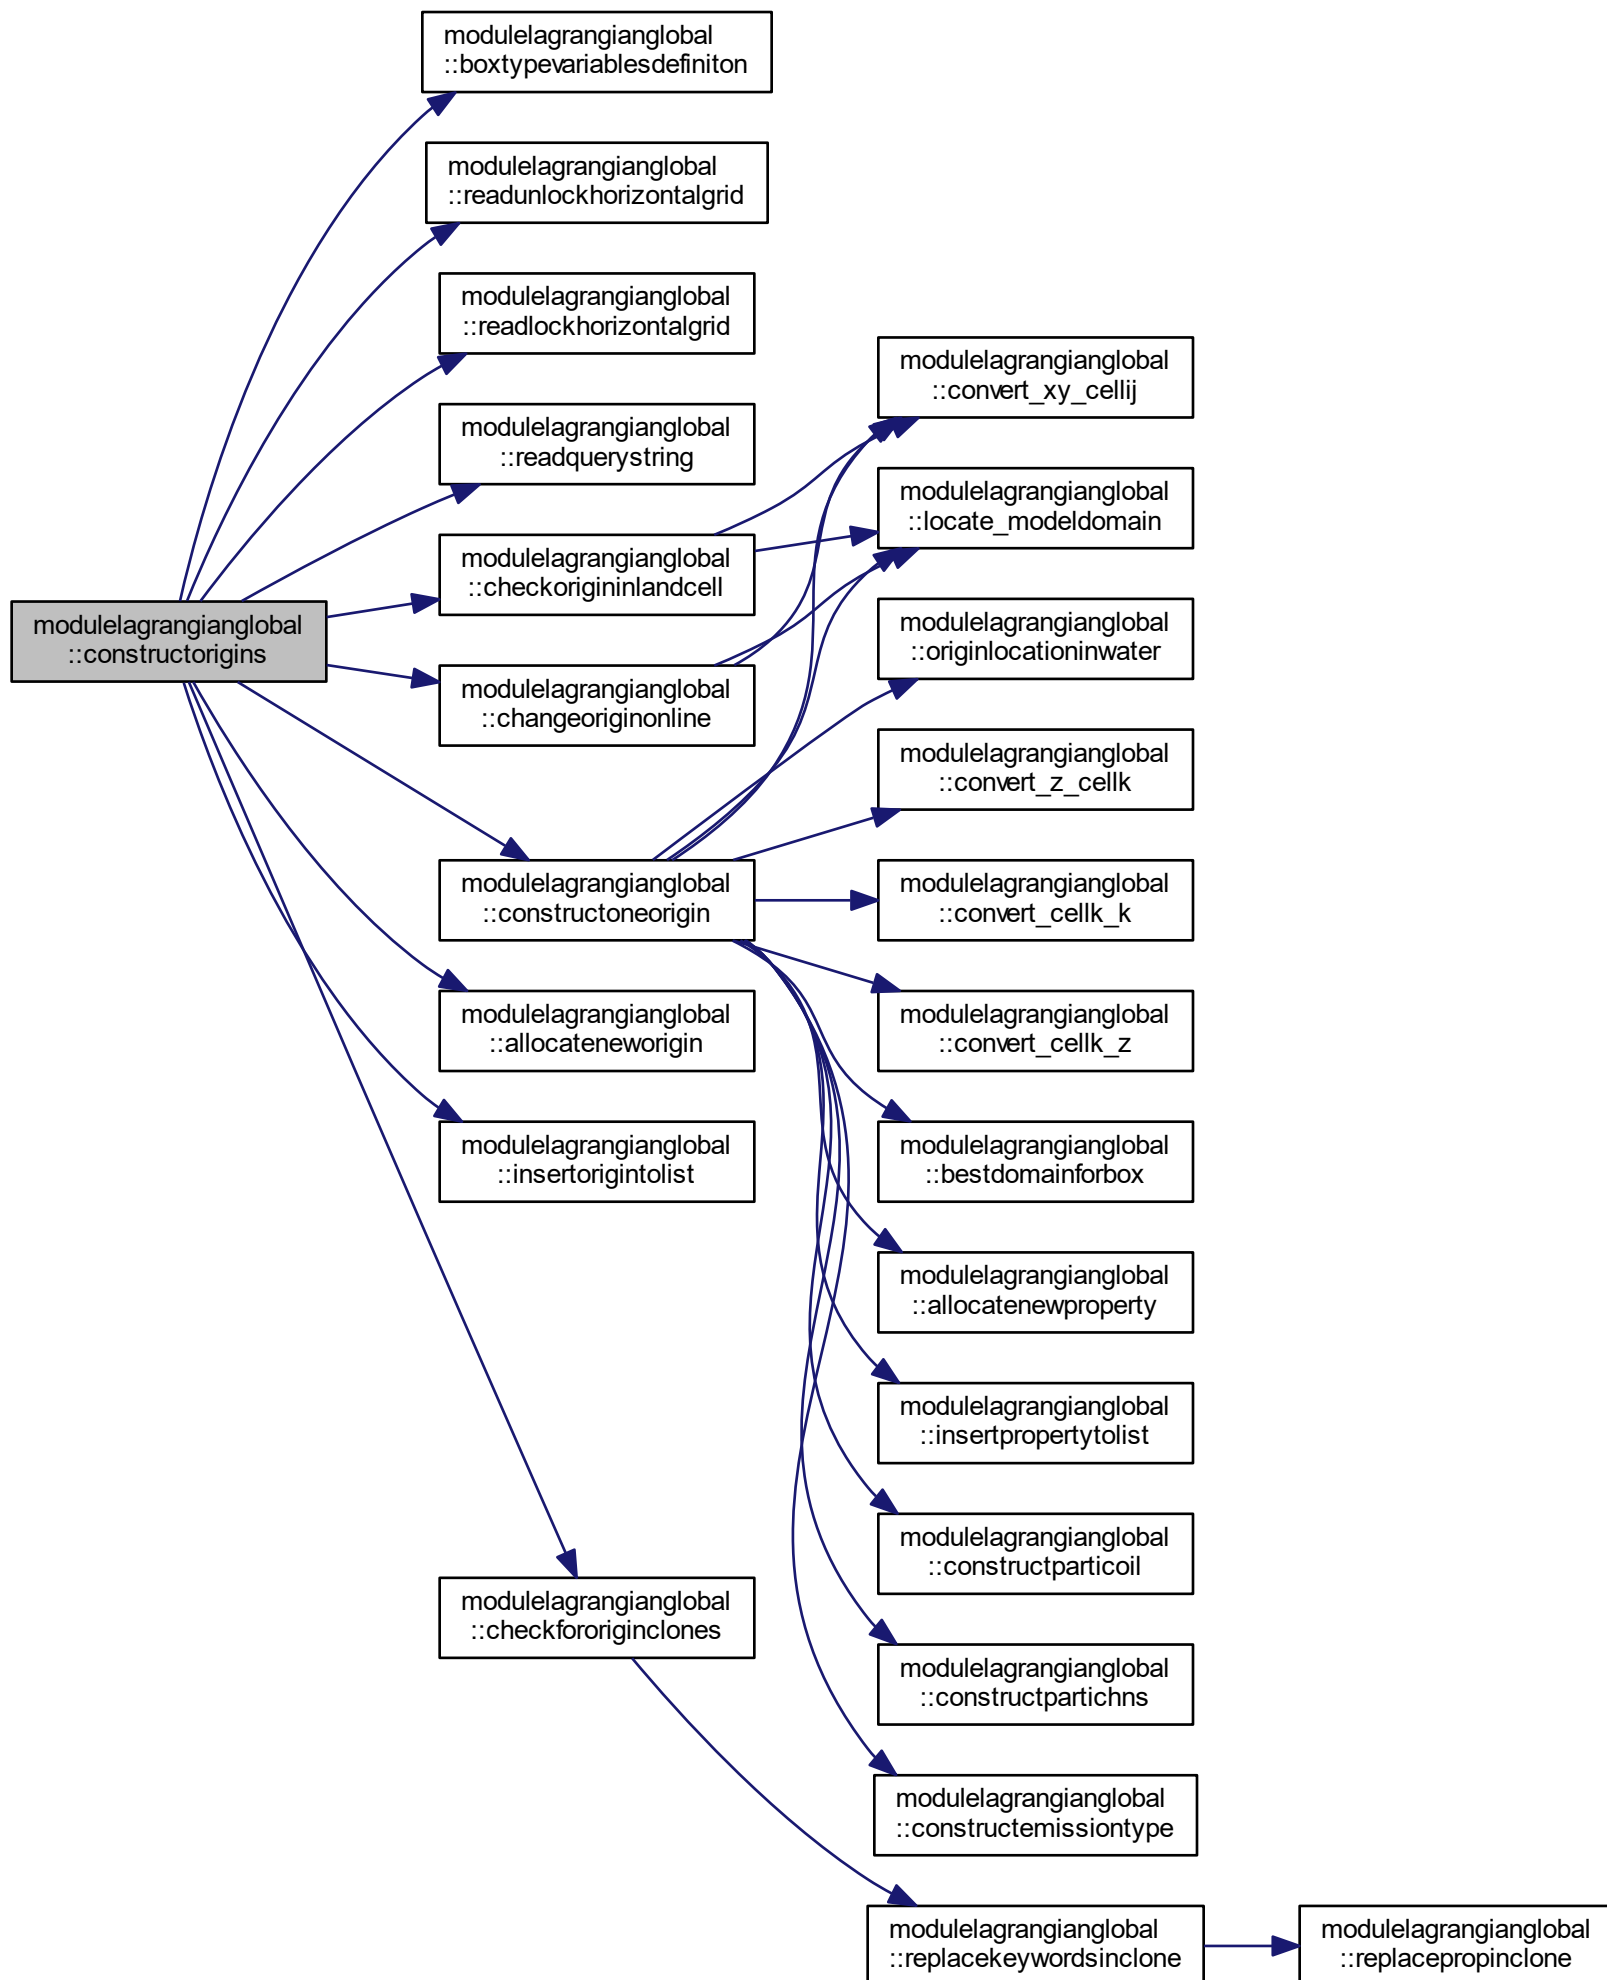 modulelagrangianglobal
::boxtypevariablesdefiniton
modulelagrangianglobal
::readunlockhorizontalgrid
modulelagrangianglobal
::readlockhorizontalgrid
modulelagrangianglobal
::readquerystring
modulelagrangianglobal
::checkorigininlandcell
modulelagrangianglobal
::constructorigins
modulelagrangianglobal
::changeoriginonline
modulelagrangianglobal
::constructoneorigin
modulelagrangianglobal
::allocateneworigin
modulelagrangianglobal
::insertorigintolist
modulelagrangianglobal
::checkfororiginclones
modulelagrangianglobal
::convert_xy_cellij
modulelagrangianglobal
::locate_modeldomain
modulelagrangianglobal
::originlocationinwater
modulelagrangianglobal
::convert_z_cellk
modulelagrangianglobal
::convert_cellk_k
modulelagrangianglobal
::convert_cellk_z
modulelagrangianglobal
::bestdomainforbox
modulelagrangianglobal
::allocatenewproperty
modulelagrangianglobal
::insertpropertytolist
modulelagrangianglobal
::constructparticoil
modulelagrangianglobal
::constructpartichns
modulelagrangianglobal
::constructemissiontype
modulelagrangianglobal
::replacekeywordsinclone
modulelagrangianglobal
::replacepropinclone